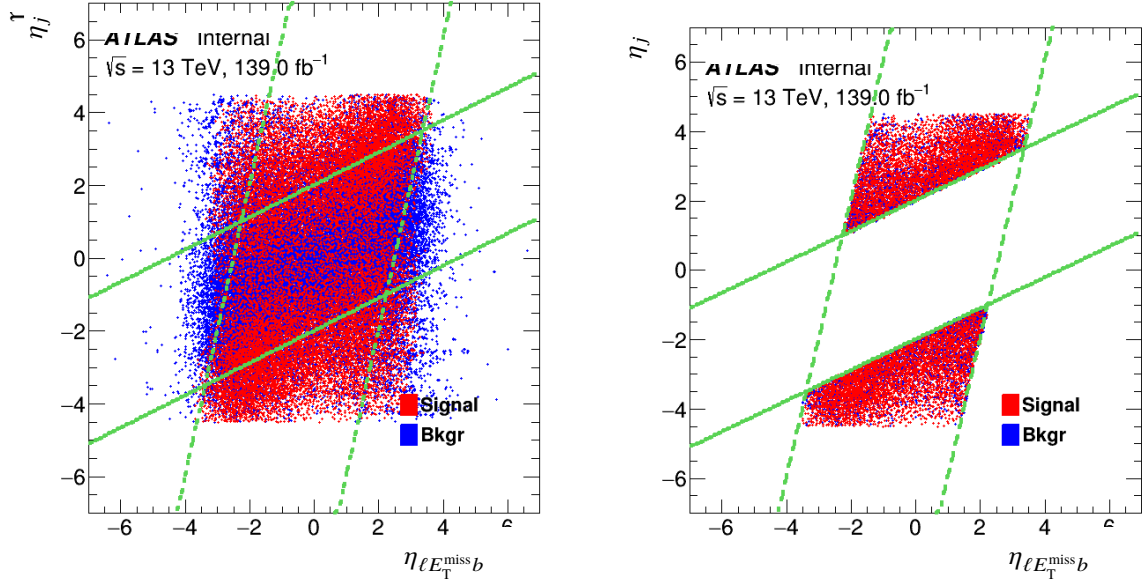 η_j
ATLAS Internal
√s = 13 TeV, 139.0 fb⁻¹
6
4
2
0
−2
−4
−6
Signal
Bkgr
−6 −4 −2 0 2 4
η_{ℓE_T^{miss}b}
η_j
ATLAS Internal
√s = 13 TeV, 139.0 fb⁻¹
6
4
2
0
−2
−4
−6
Signal
Bkgr
−6 −4 −2 0 2 4
η_{ℓE_T^{miss}b}